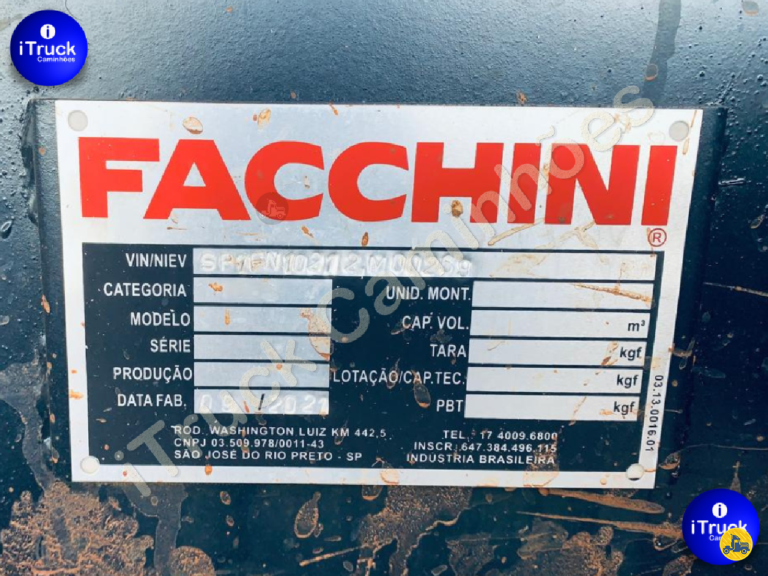 i
iTruck
Caminhões
FACCHINI
®
VIN/NIEV
CATEGORIA
UNID. MONT.
MODELO
CAP. VOL. m³
SÉRIE
TARA kgf
PRODUÇÃO
LOTAÇÃO/CAP.TEC. kgf
DATA FAB. /2021
PBT kgf
03.13.0016.01
ROD. WASHINGTON LUIZ KM 442,5
TEL.: 17 4009.6800
CNPJ 03.509.978/0011-43
INSCR.: 647.384.496.115
SÃO JOSÉ DO RIO PRETO - SP
INDÚSTRIA BRASILEIRA
iTruck Caminhões
i
iTruck